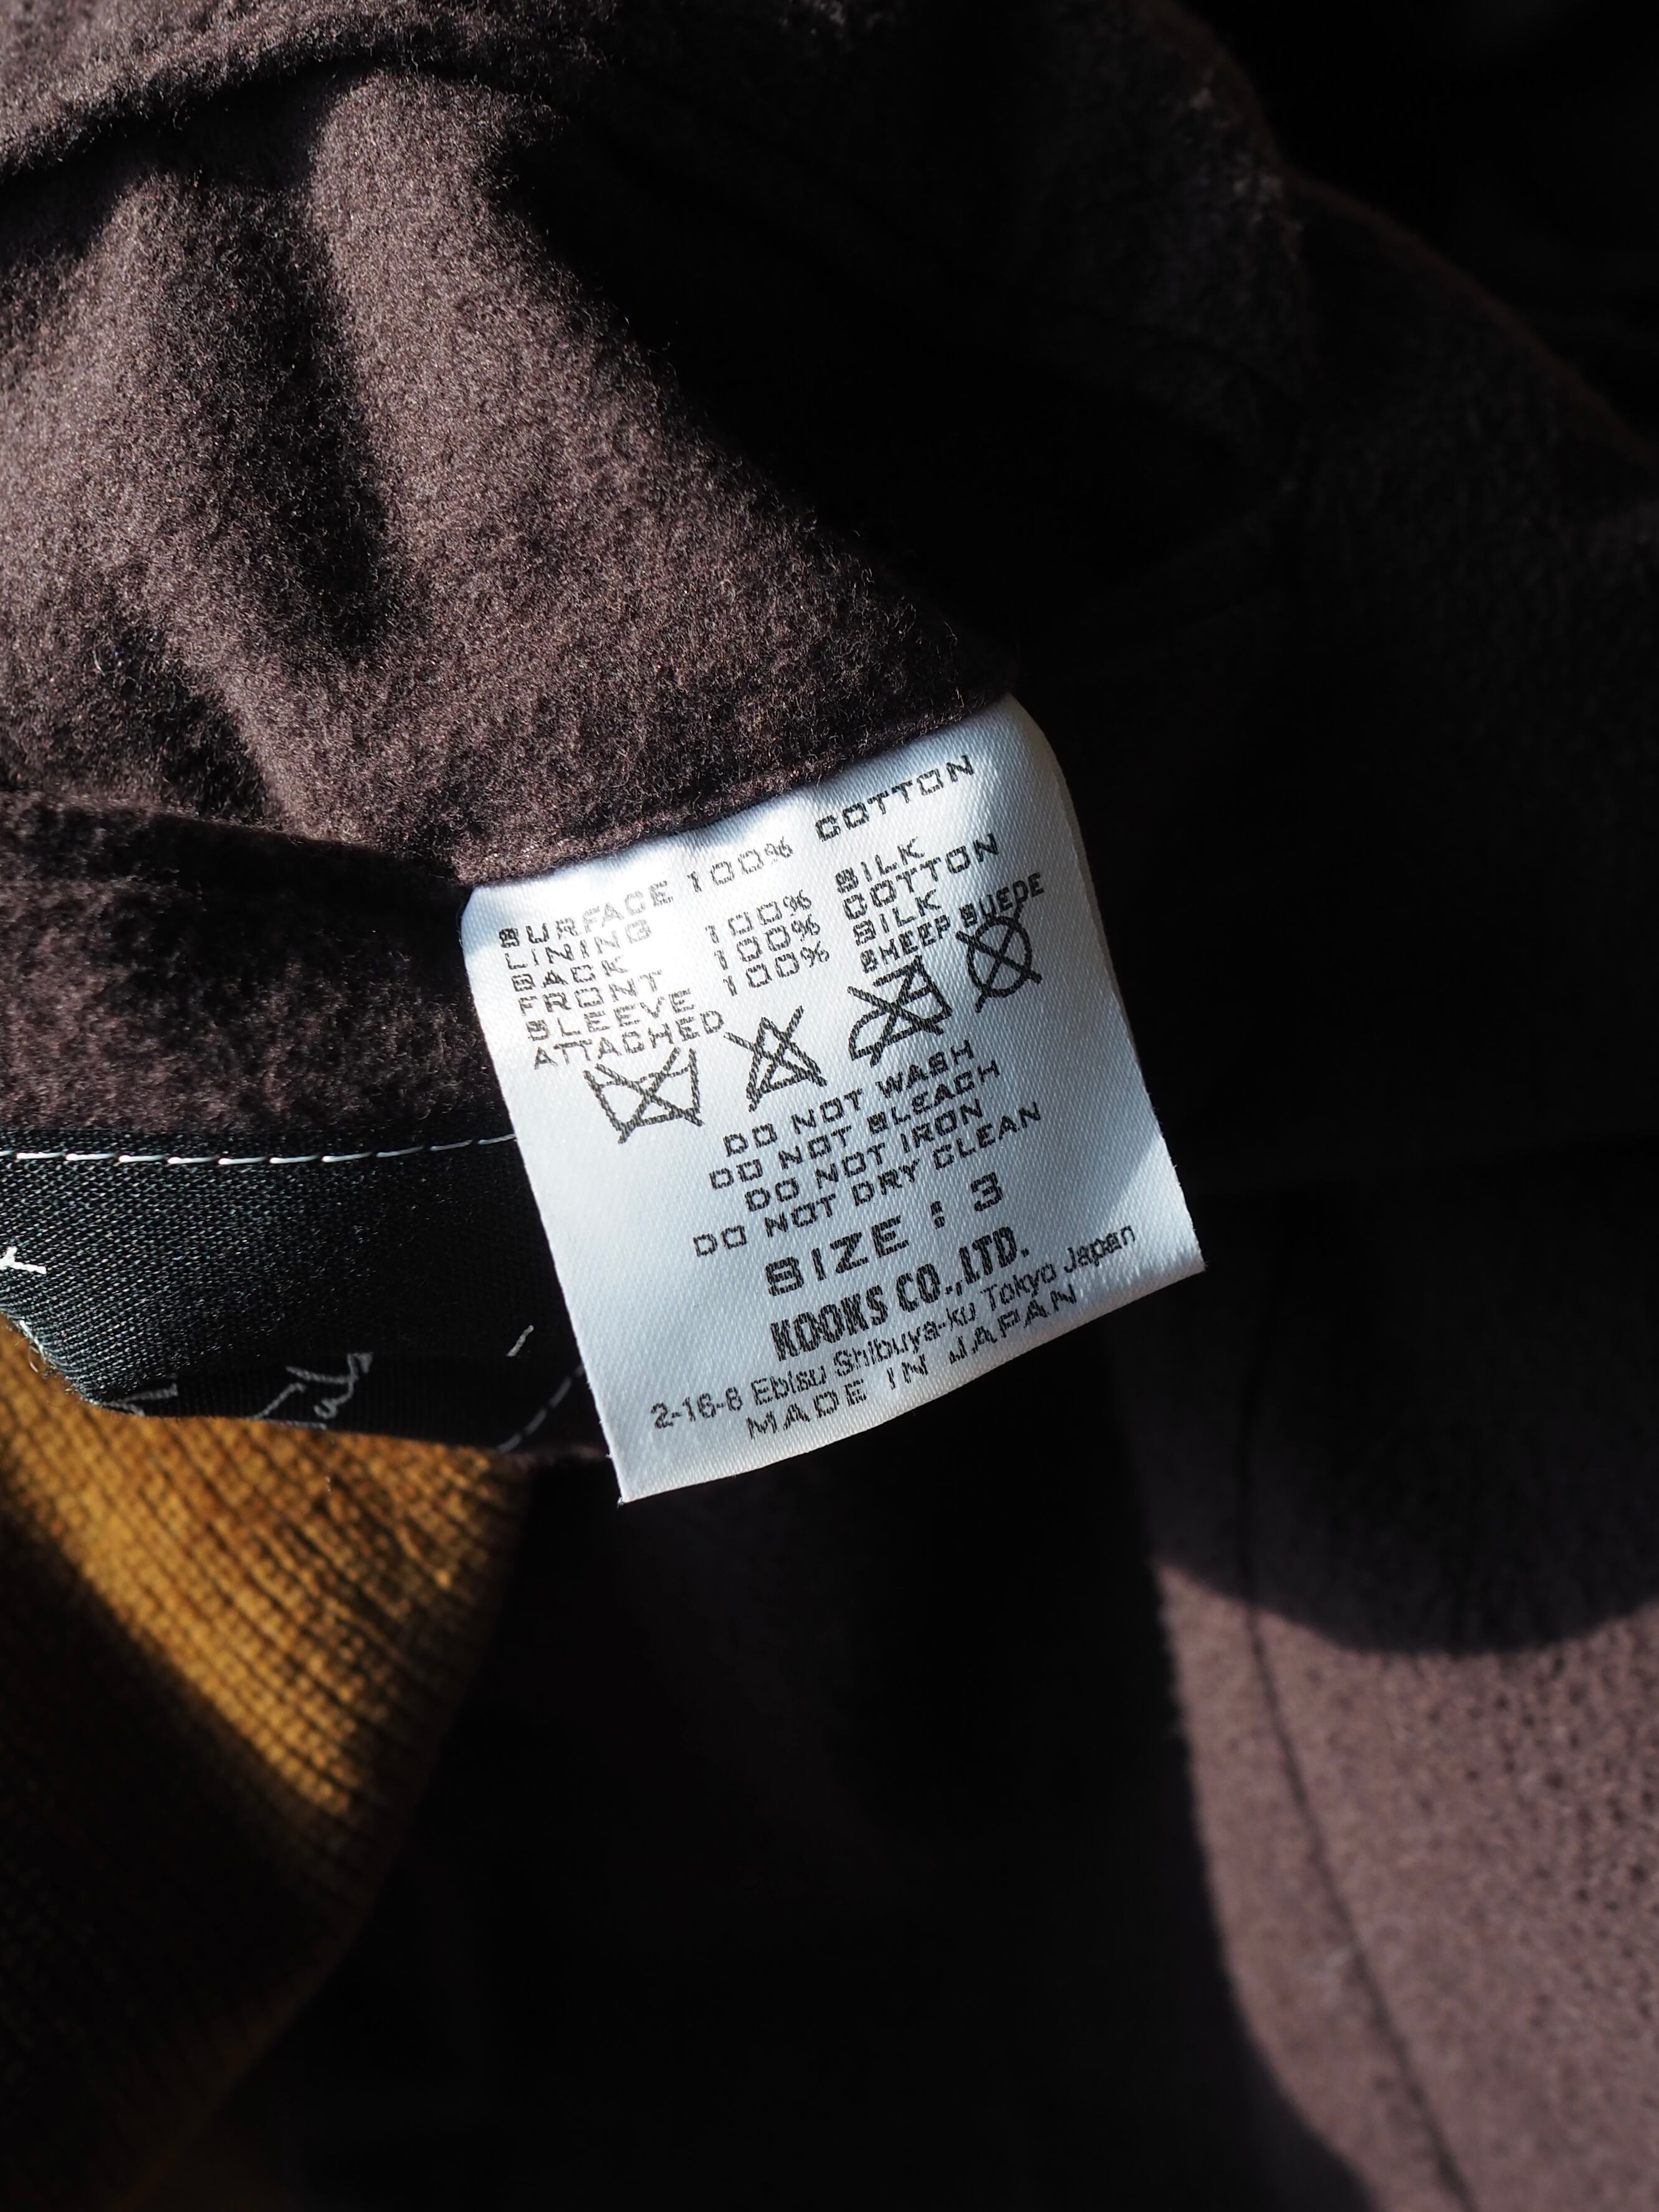 SURFACE 100% COTTON
LINING
BACK 100% SILK
FRONT 100% COTTON
SLEEVE 100% SILK
ATTACHED SHEEP SUEDE
DO NOT WASH
DO NOT BLEACH
DO NOT IRON
DO NOT DRY CLEAN
SIZE : 3
KOOKS CO.,LTD.
2-16-8 Ebisu Shibuya-ku Tokyo Japan
MADE IN JAPAN